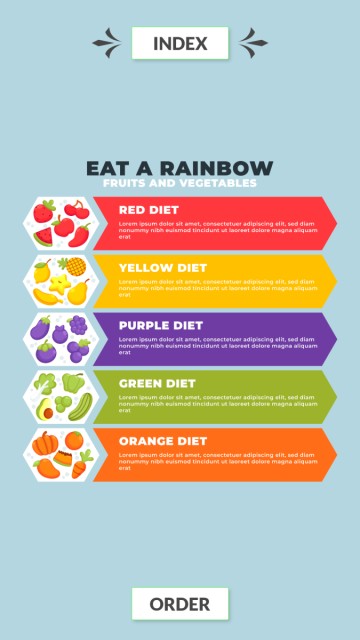 INDEX
EAT A RAINBOW
FRUITS AND VEGETABLES
RED DIET
Lorem ipsum dolor sit amet, consectetuer adipiscing elit, sed diam
nonummy nibh euismod tincidunt ut laoreet dolore magna aliquam
erat
YELLOW DIET
Lorem ipsum dolor sit amet, consectetuer adipiscing elit, sed diam
nonummy nibh euismod tincidunt ut laoreet dolore magna aliquam
erat
PURPLE DIET
Lorem ipsum dolor sit amet, consectetuer adipiscing elit, sed diam
nonummy nibh euismod tincidunt ut laoreet dolore magna aliquam
erat
GREEN DIET
Lorem ipsum dolor sit amet, consectetuer adipiscing elit, sed diam
nonummy nibh euismod tincidunt ut laoreet dolore magna aliquam
erat
ORANGE DIET
Lorem ipsum dolor sit amet, consectetuer adipiscing elit, sed diam
nonummy nibh euismod tincidunt ut laoreet dolore magna aliquam
erat
ORDER